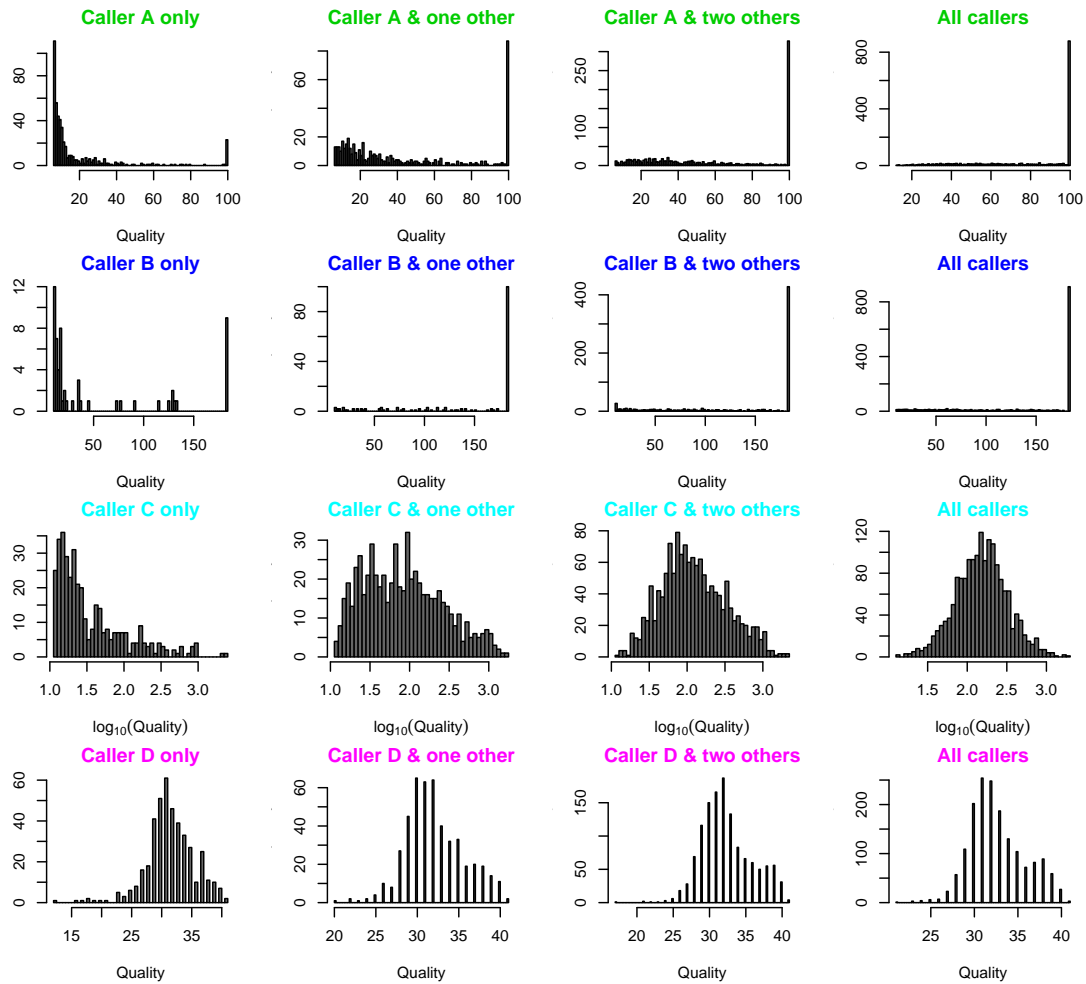 Caller A only
Caller A & one other
Caller A & two others
All callers
0 40 80
0 20 40 60 80
0 50 150 250 300
0 400 600 800
20 40 60 80 100
20 40 60 80 100
20 40 60 80 100
20 40 60 80 100
Quality
Quality
Quality
Quality
Caller B only
Caller B & one other
Caller B & two others
All callers
0 4 8 12
0 20 40 80
0 200 400
0 200 400 800
50 100 150
50 100 150
50 100 150
50 100 150
Quality
Quality
Quality
Quality
Caller C only
Caller C & one other
Caller C & two others
All callers
0 10 20 30
0 10 20 30
0 20 40 60 80
0 30 60 90 120
1.0 1.5 2.0 2.5 3.0
1.0 1.5 2.0 2.5 3.0
1.0 1.5 2.0 2.5 3.0
1.5 2.0 2.5 3.0
log10(Quality)
log10(Quality)
log10(Quality)
log10(Quality)
Caller D only
Caller D & one other
Caller D & two others
All callers
0 20 40 60
0 20 40 60
0 50 150
0 100 200
15 25 35
20 25 30 35 40
20 25 30 35 40
25 30 35 40
Quality
Quality
Quality
Quality